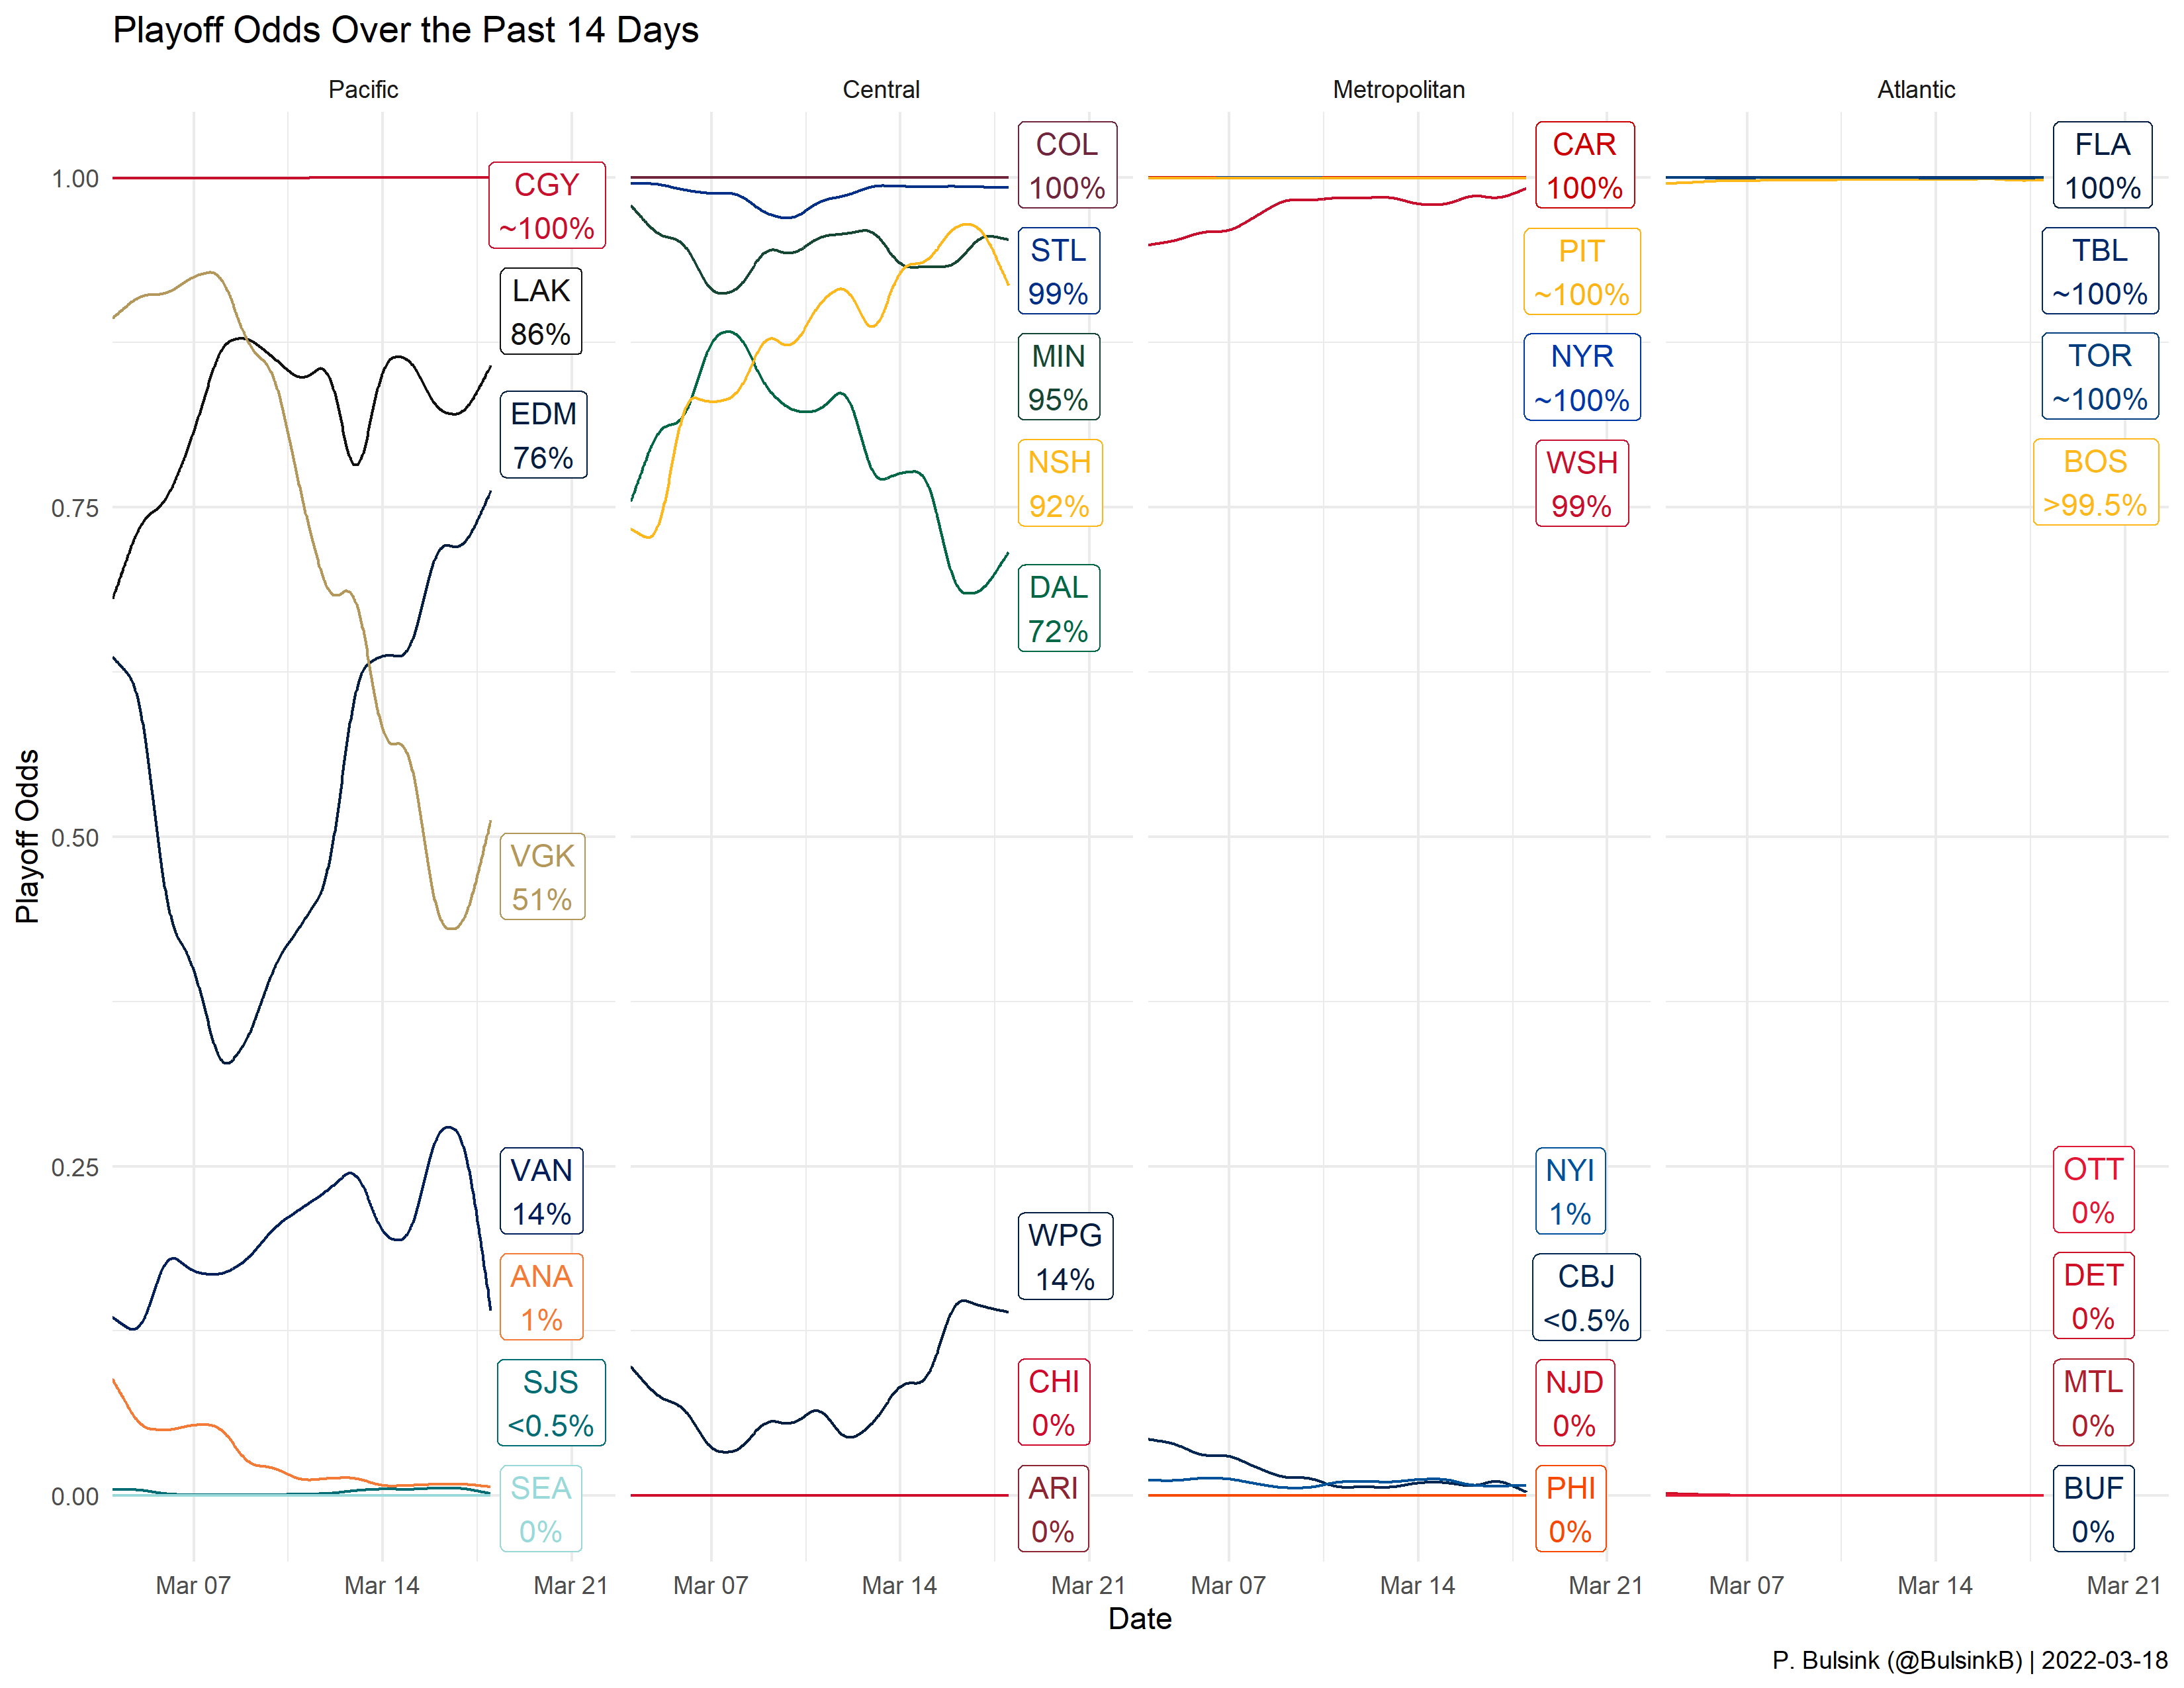 Playoff Odds Over the Past 14 Days
Pacific
Central
Metropolitan
Atlantic
Playoff Odds
1.00
0.75
0.50
0.25
0.00
CGY
~100%
LAK
86%
EDM
76%
VGK
51%
VAN
14%
ANA
1%
SJS
<0.5%
SEA
0%
COL
100%
STL
99%
MIN
95%
NSH
92%
DAL
72%
WPG
14%
CHI
0%
ARI
0%
CAR
100%
PIT
~100%
NYR
~100%
WSH
99%
NYI
1%
CBJ
<0.5%
NJD
0%
PHI
0%
FLA
100%
TBL
~100%
TOR
~100%
BOS
>99.5%
OTT
0%
DET
0%
MTL
0%
BUF
0%
Mar 07
Mar 14
Mar 21
Mar 07
Mar 14
Mar 21
Mar 07
Mar 14
Mar 21
Mar 07
Mar 14
Mar 21
Date
P. Bulsink (@BulsinkB) | 2022-03-18